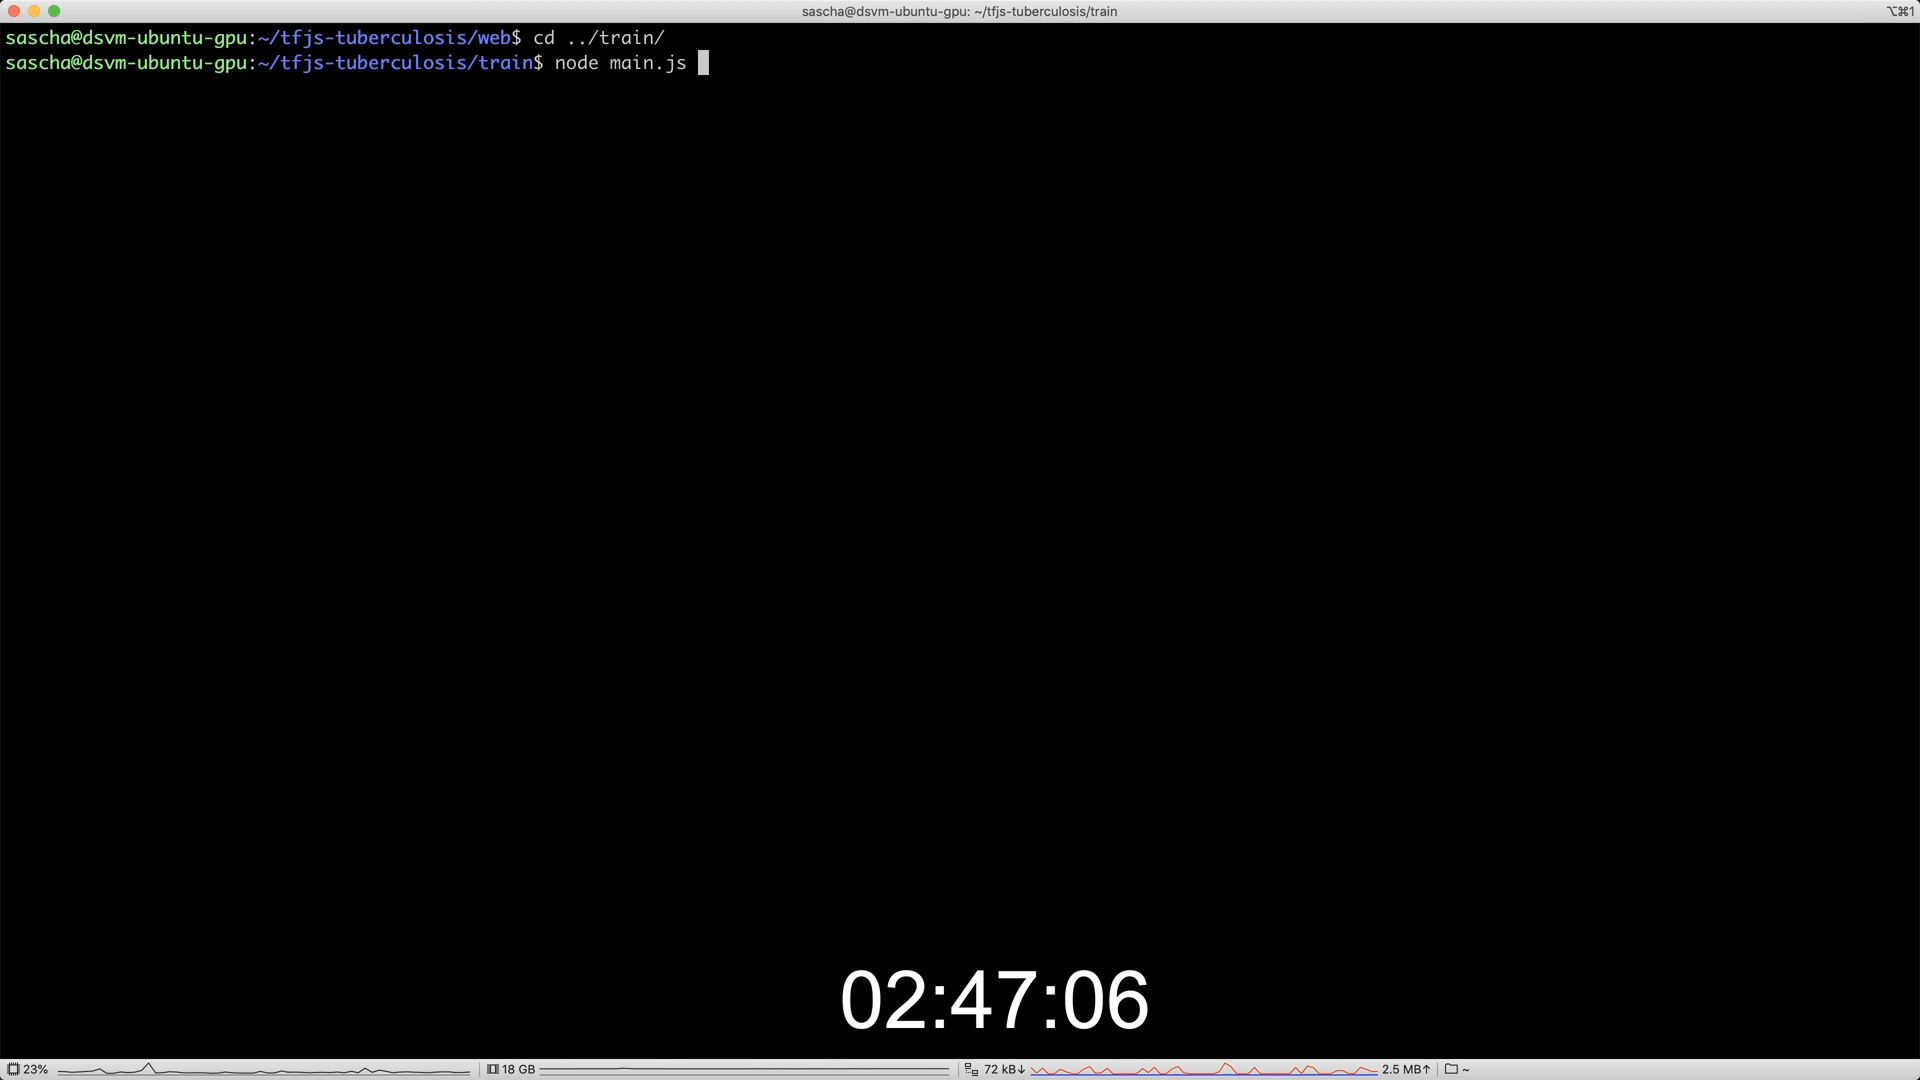 sascha@dsvm-ubuntu-gpu: ~/tfjs-tuberculosis/train
⌥⌘1
sascha@dsvm-ubuntu-gpu:~/tfjs-tuberculosis/web$ cd ../train/
sascha@dsvm-ubuntu-gpu:~/tfjs-tuberculosis/train$ node main.js
02:47:06
23%
18 GB
72 kB↓
2.5 MB↑
~